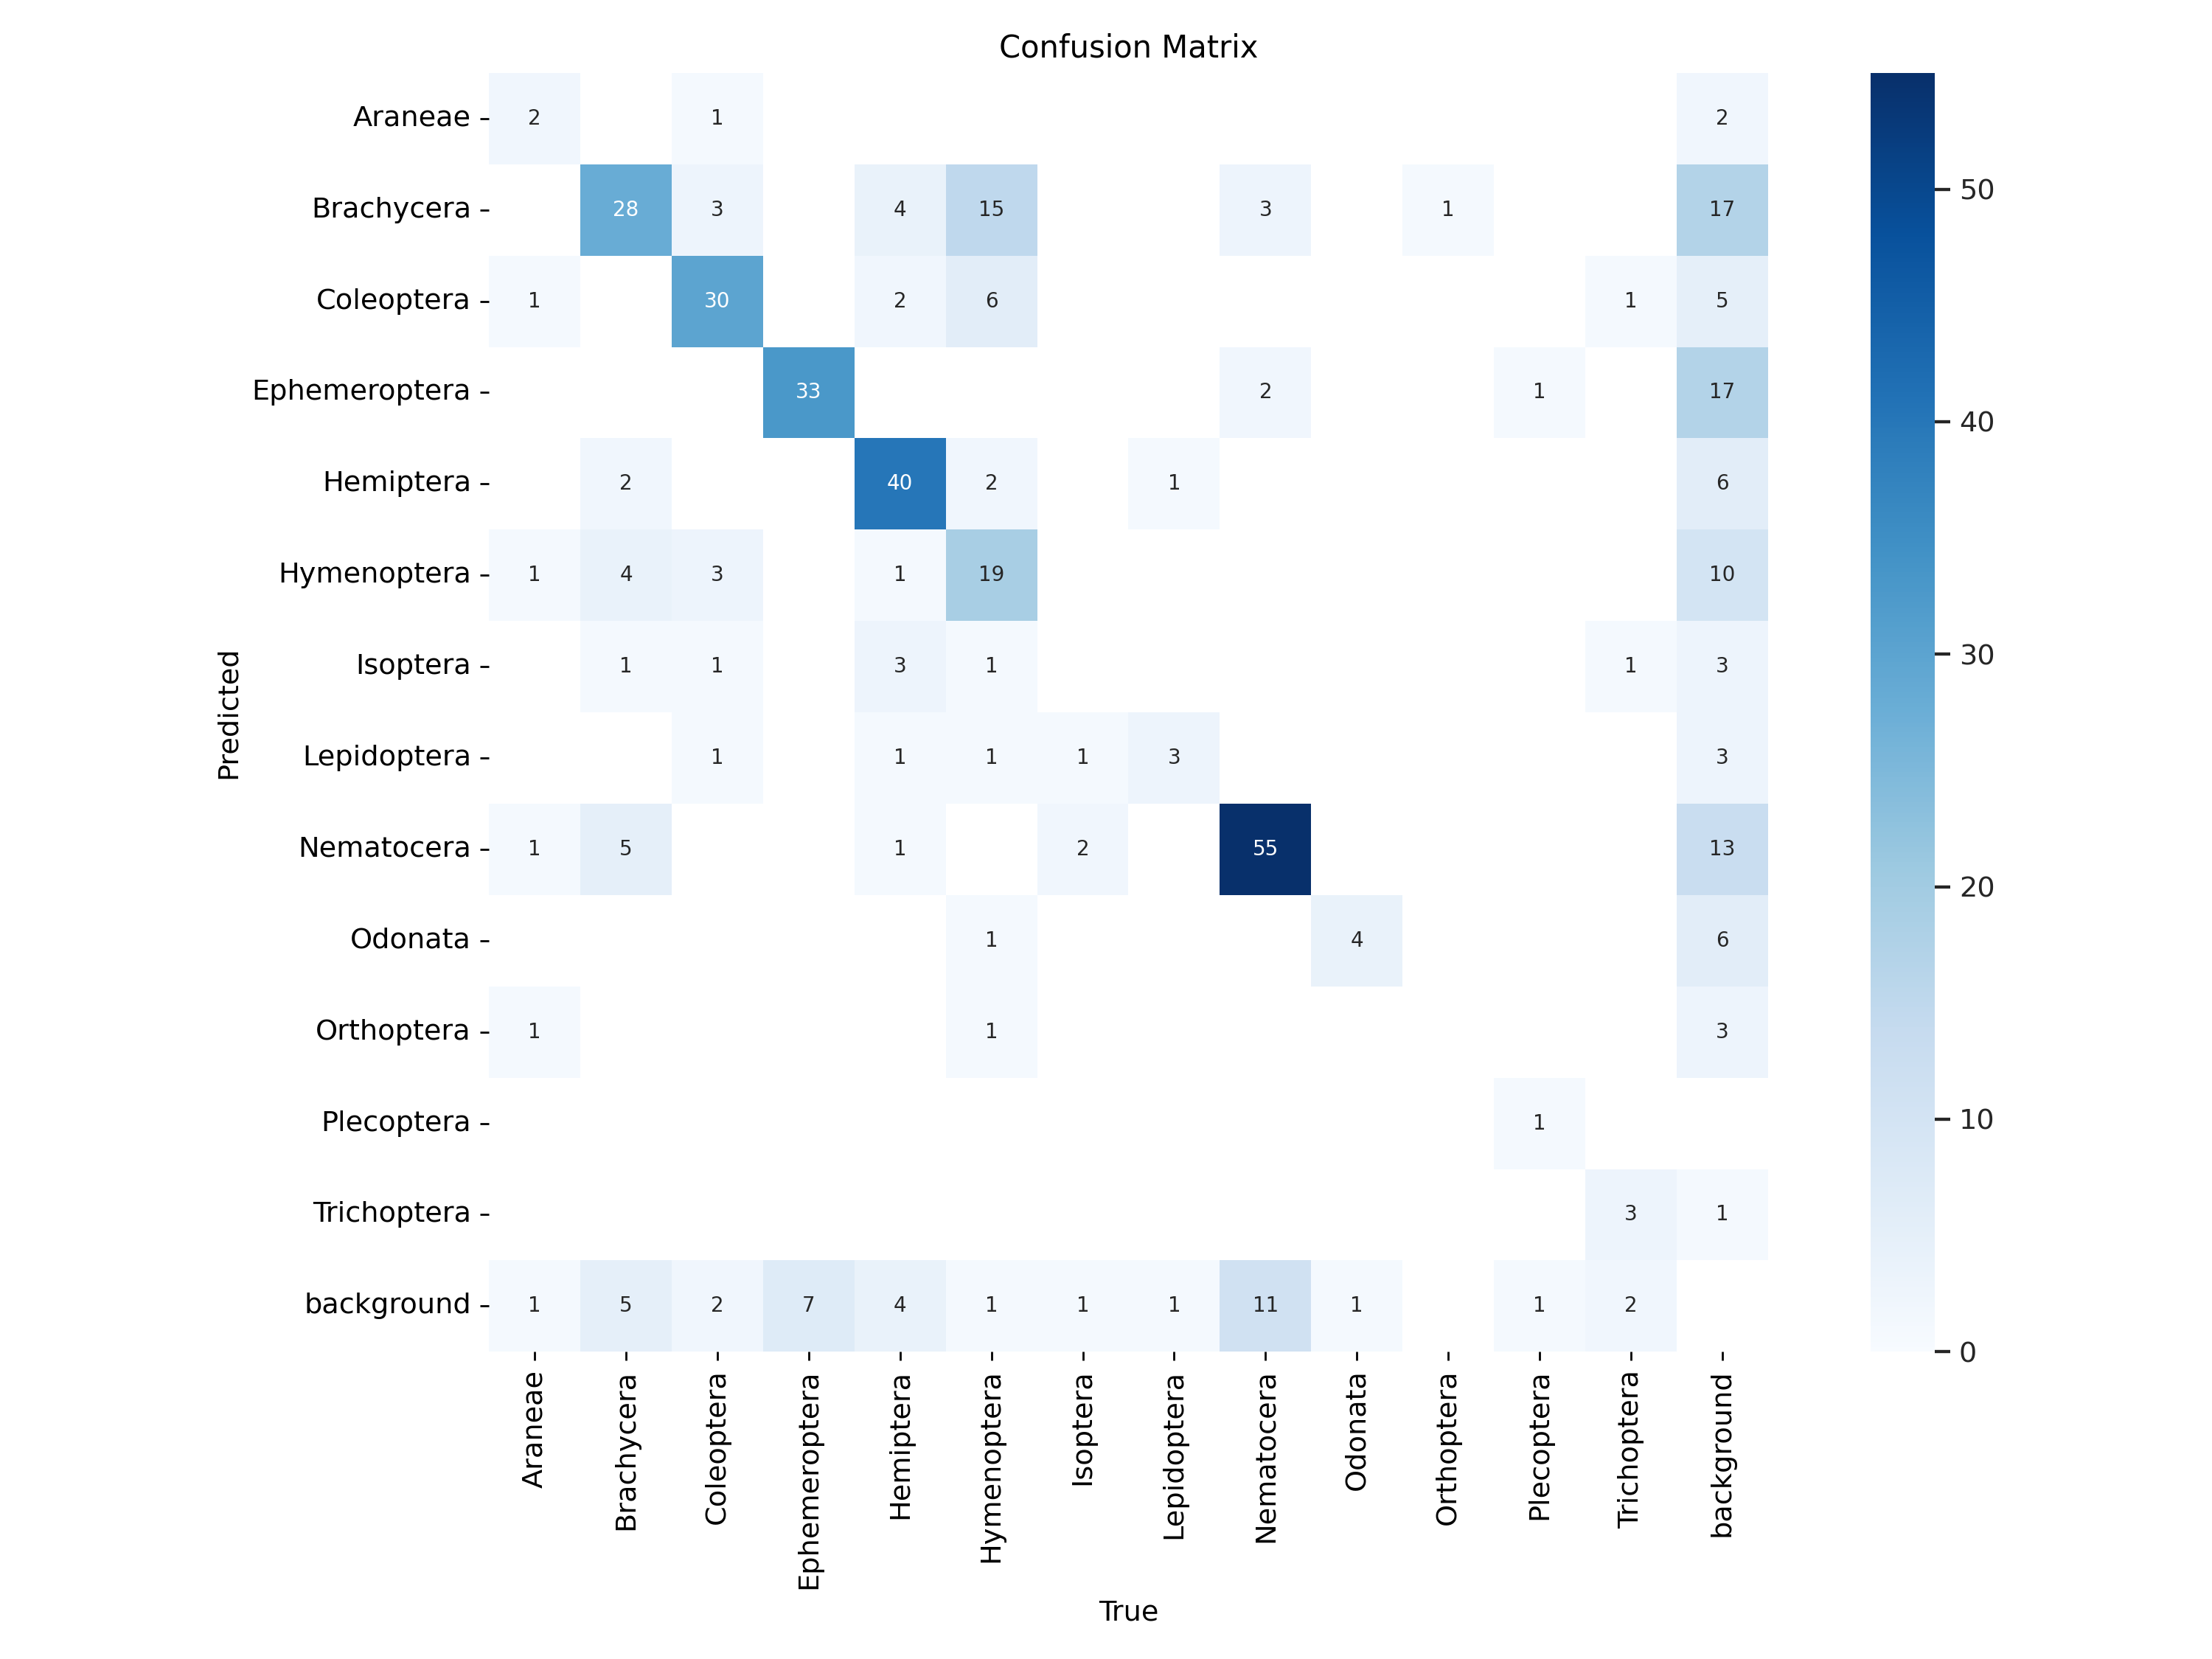 Confusion Matrix
Araneae 2 1 2
Brachycera 28 3 4 15 3 1 17
Coleoptera 1 30 2 6 1 5
Ephemeroptera 33 2 1 17
Hemiptera 2 40 2 1 6
Hymenoptera 1 4 3 1 19 10
Isoptera 1 1 3 1 1 3
Lepidoptera 1 1 1 1 3 3
Nematocera 1 5 1 2 55 13
Odonata 1 4 6
Orthoptera 1 1 3
Plecoptera 1
Trichoptera 3 1
background 1 5 2 7 4 1 1 1 11 1 1 2
Predicted
Araneae
Brachycera
Coleoptera
Ephemeroptera
Hemiptera
Hymenoptera
Isoptera
Lepidoptera
Nematocera
Odonata
Orthoptera
Plecoptera
Trichoptera
background
True
50
40
30
20
10
0